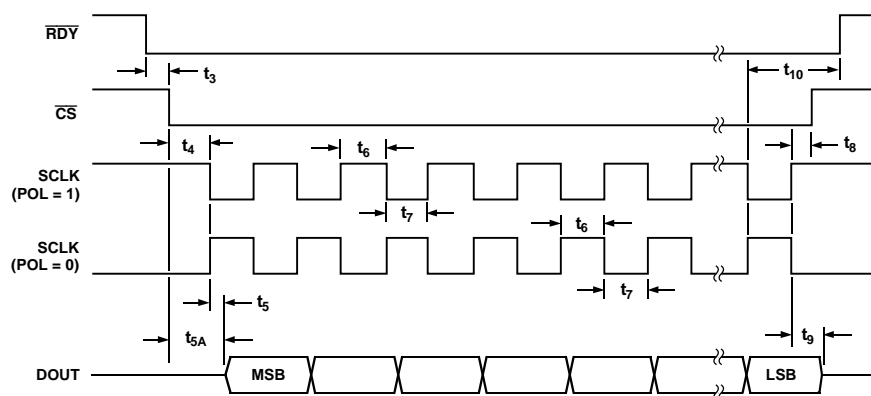 RDY
t3
t10
CS
t4
t6
t8
SCLK
(POL = 1)
t7
t6
SCLK
(POL = 0)
t7
t5
t5A
t9
DOUT
MSB
LSB